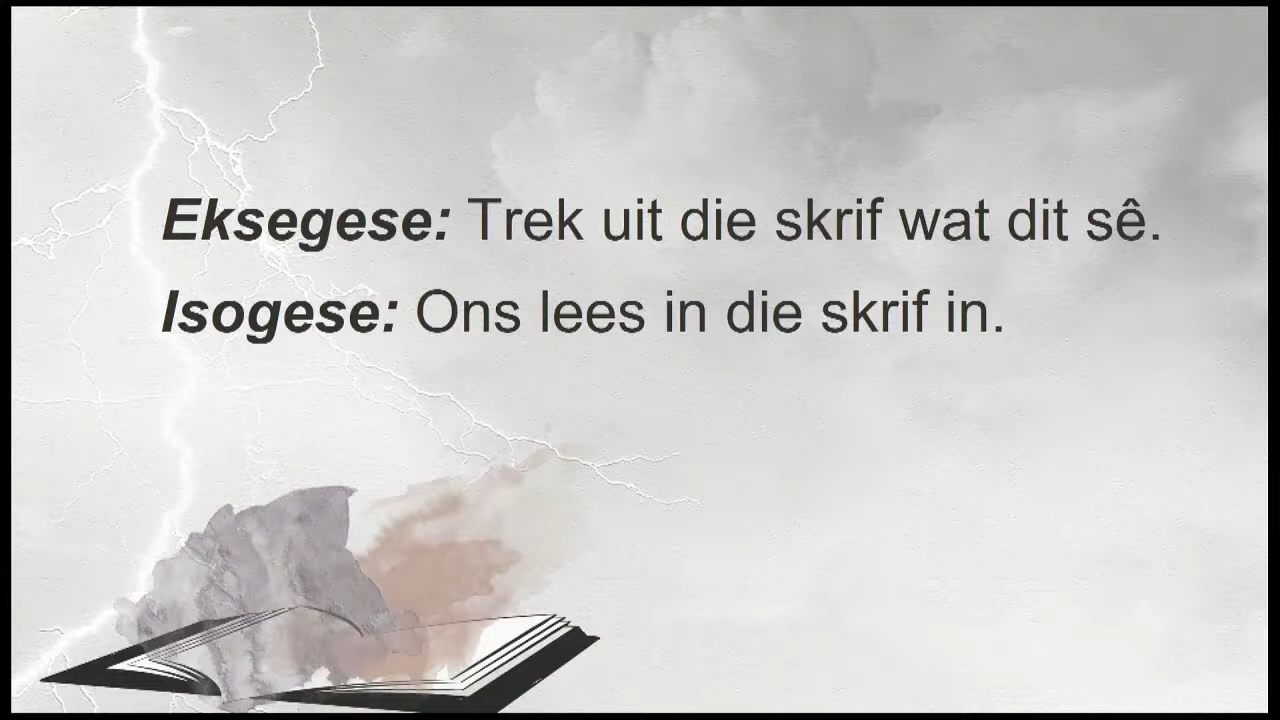 Eksegese: Trek uit die skrif wat dit sê.
Isogese: Ons lees in die skrif in.